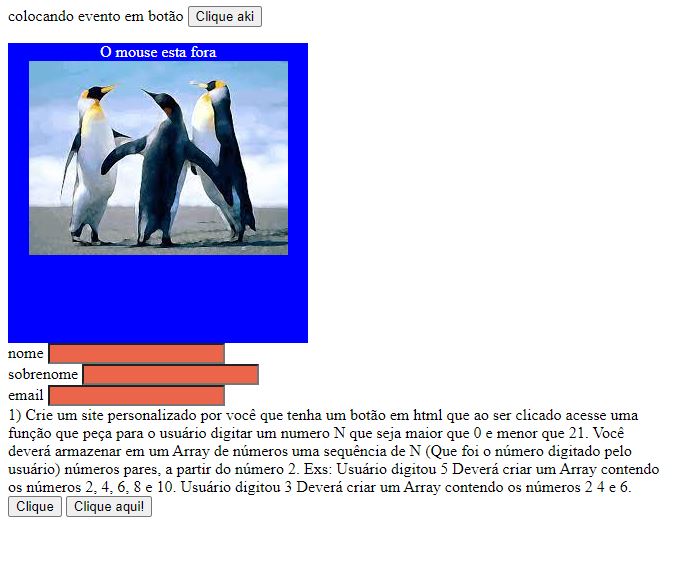 colocando evento em botão Clique aki
O mouse esta fora
nome
sobrenome
email
1) Crie um site personalizado por você que tenha um botão em html que ao ser clicado acesse uma
função que peça para o usuário digitar um numero N que seja maior que 0 e menor que 21. Você
deverá armazenar em um Array de números uma sequência de N (Que foi o número digitado pelo
usuário) números pares, a partir do número 2. Exs: Usuário digitou 5 Deverá criar um Array contendo
os números 2, 4, 6, 8 e 10. Usuário digitou 3 Deverá criar um Array contendo os números 2 4 e 6.
Clique Clique aqui!